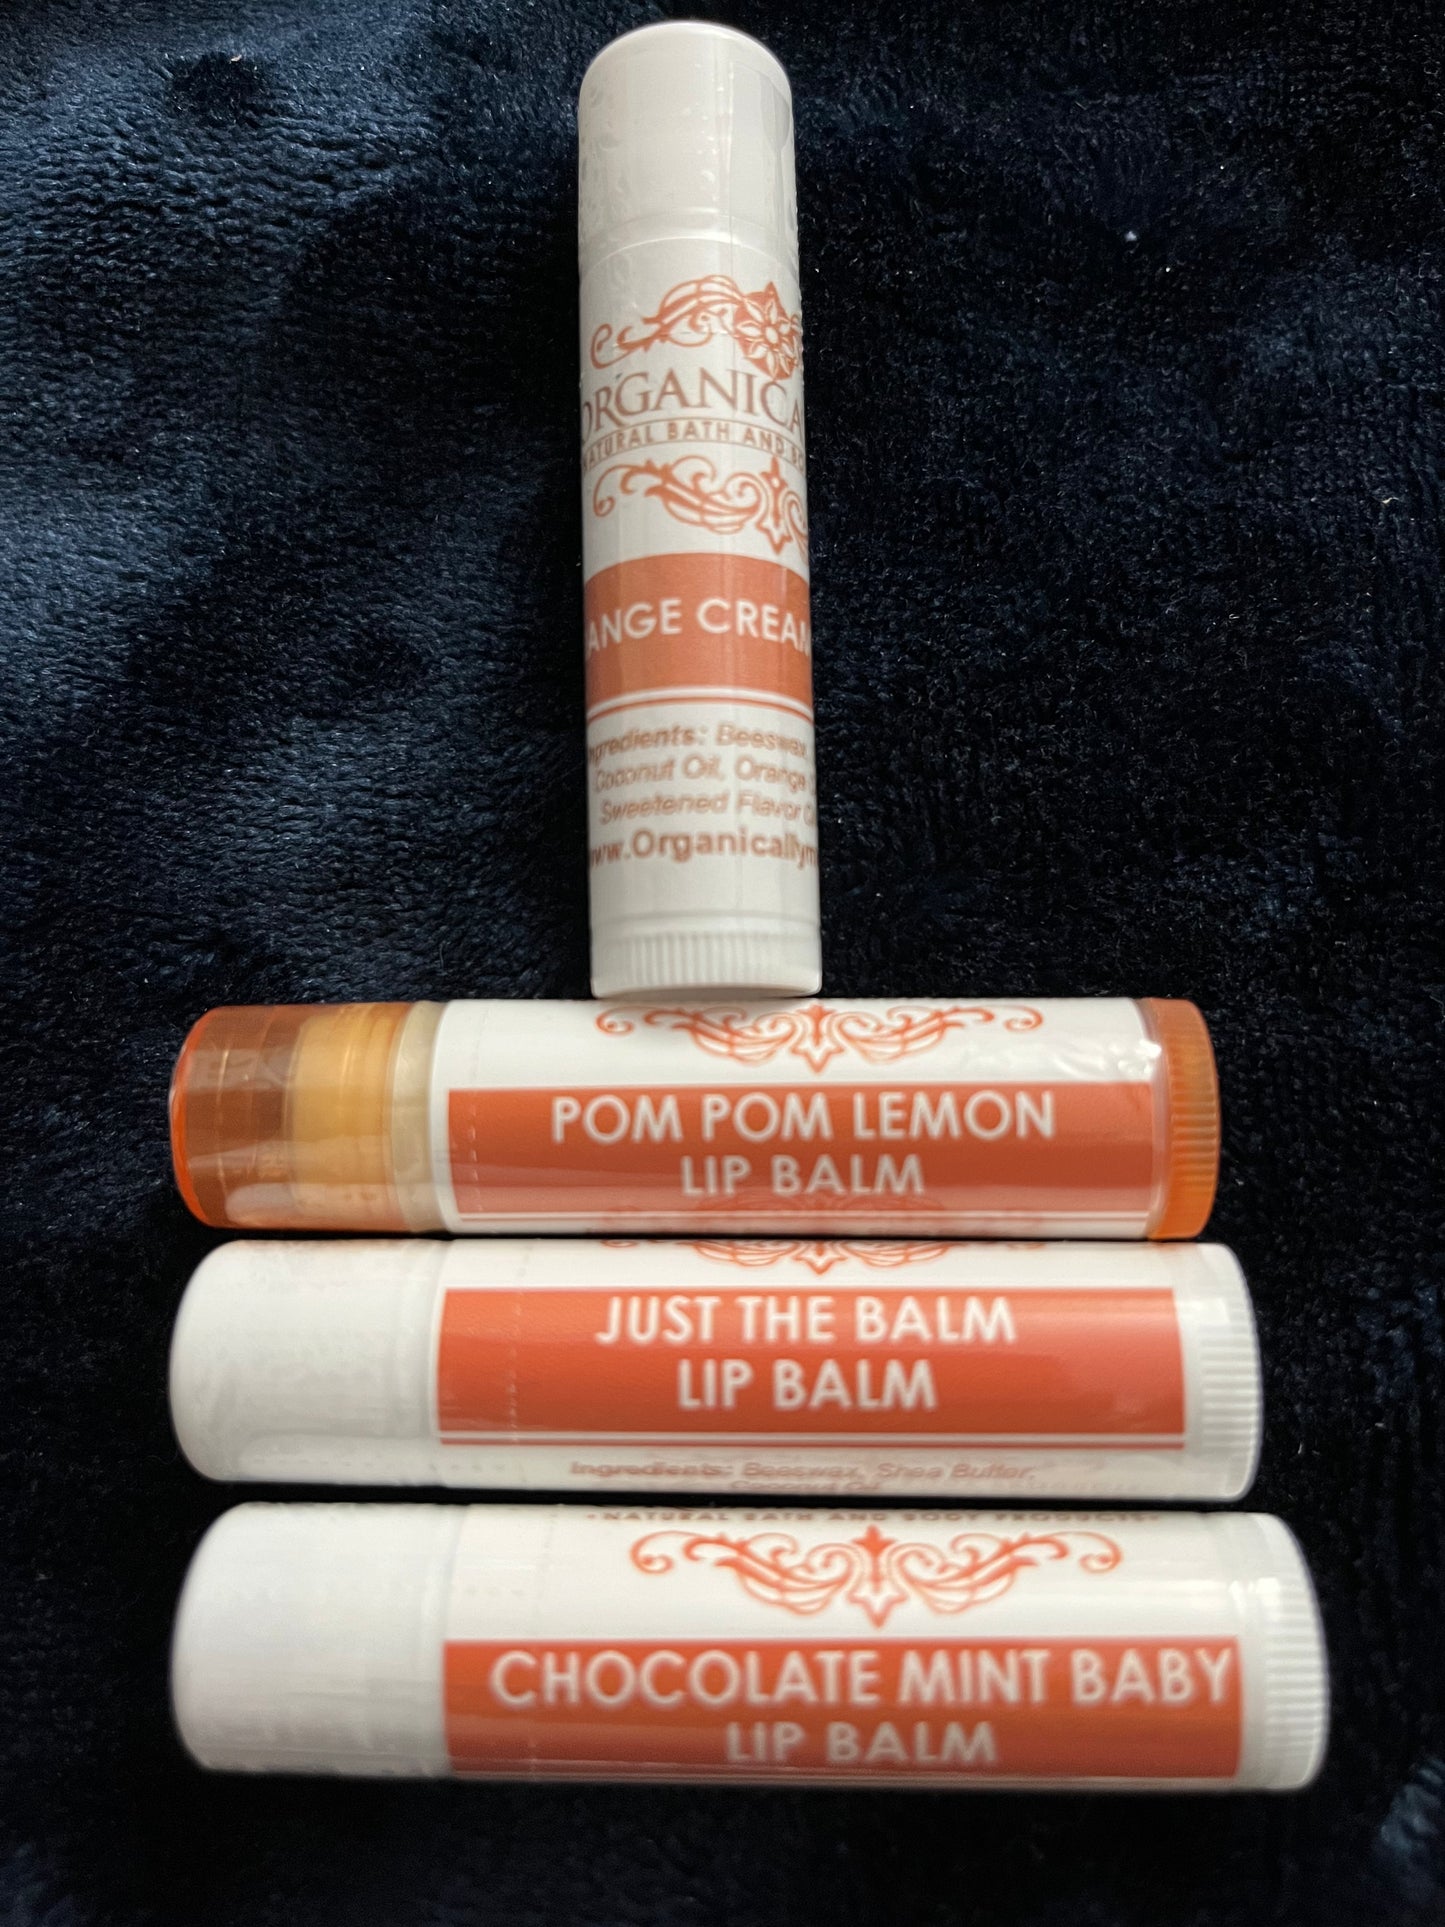 ORGANICA
NATURAL BATH AND BO
ANGE CREAM
Ingredients: Beeswax,
Coconut Oil, Orange
Sweetened Flavor O
www.Organicallym
POM POM LEMON
LIP BALM
JUST THE BALM
LIP BALM
Ingredients: Beeswax, Shea Butter,
Coconut Oil
•NATURAL BATH AND BODY PRODUCTS•
CHOCOLATE MINT BABY
LIP BALM